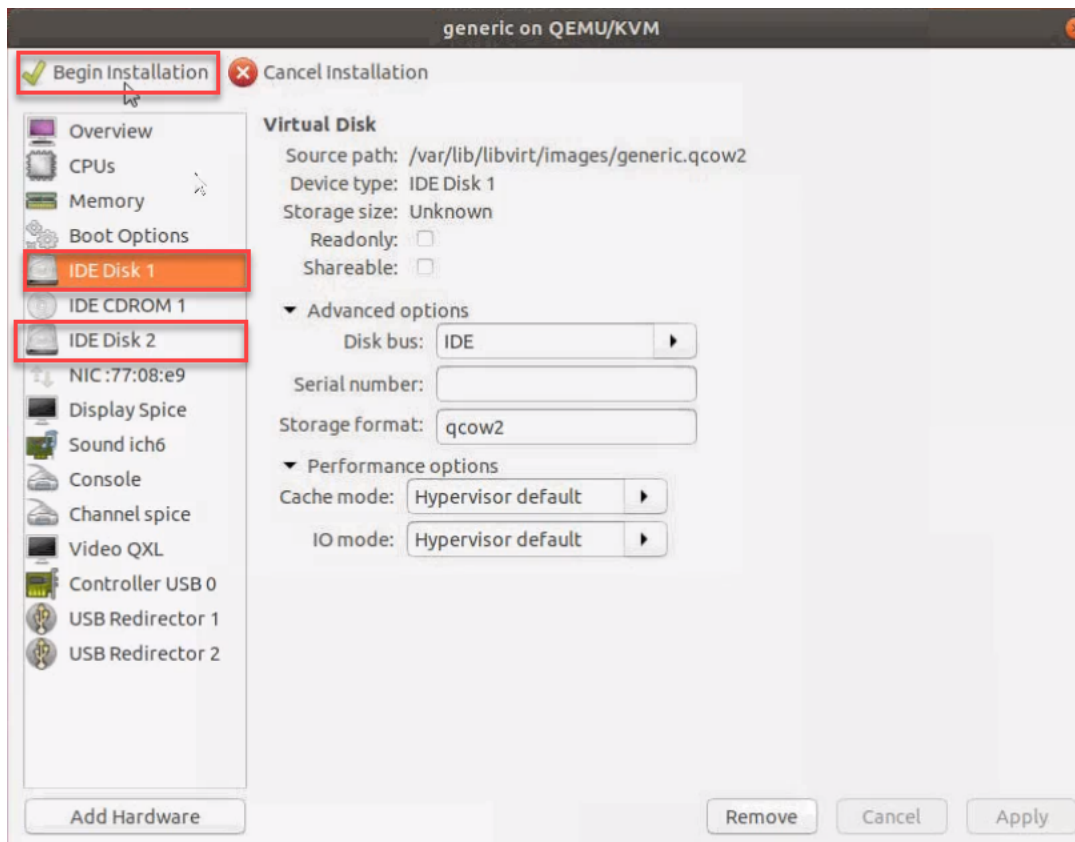 generic on QEMU/KVM
Begin Installation
Cancel Installation
Overview
CPUs
Memory
Boot Options
IDE Disk 1
IDE CDROM 1
IDE Disk 2
NIC :77:08:e9
Display Spice
Sound ich6
Console
Channel spice
Video QXL
Controller USB 0
USB Redirector 1
USB Redirector 2
Add Hardware
Virtual Disk
Source path: /var/lib/libvirt/images/generic.qcow2
Device type: IDE Disk 1
Storage size: Unknown
Readonly:
Shareable:
Advanced options
Disk bus: IDE
Serial number:
Storage format: qcow2
Performance options
Cache mode: Hypervisor default
IO mode: Hypervisor default
Remove
Cancel
Apply